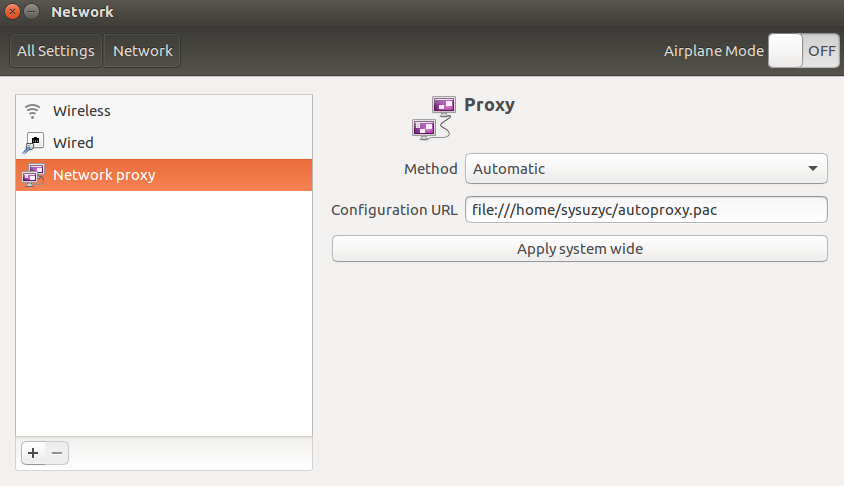 Network
All Settings Network Airplane Mode OFF
Wireless
Wired
Network proxy
Proxy
Method Automatic
Configuration URL file:///home/sysuzyc/autoproxy.pac
Apply system wide